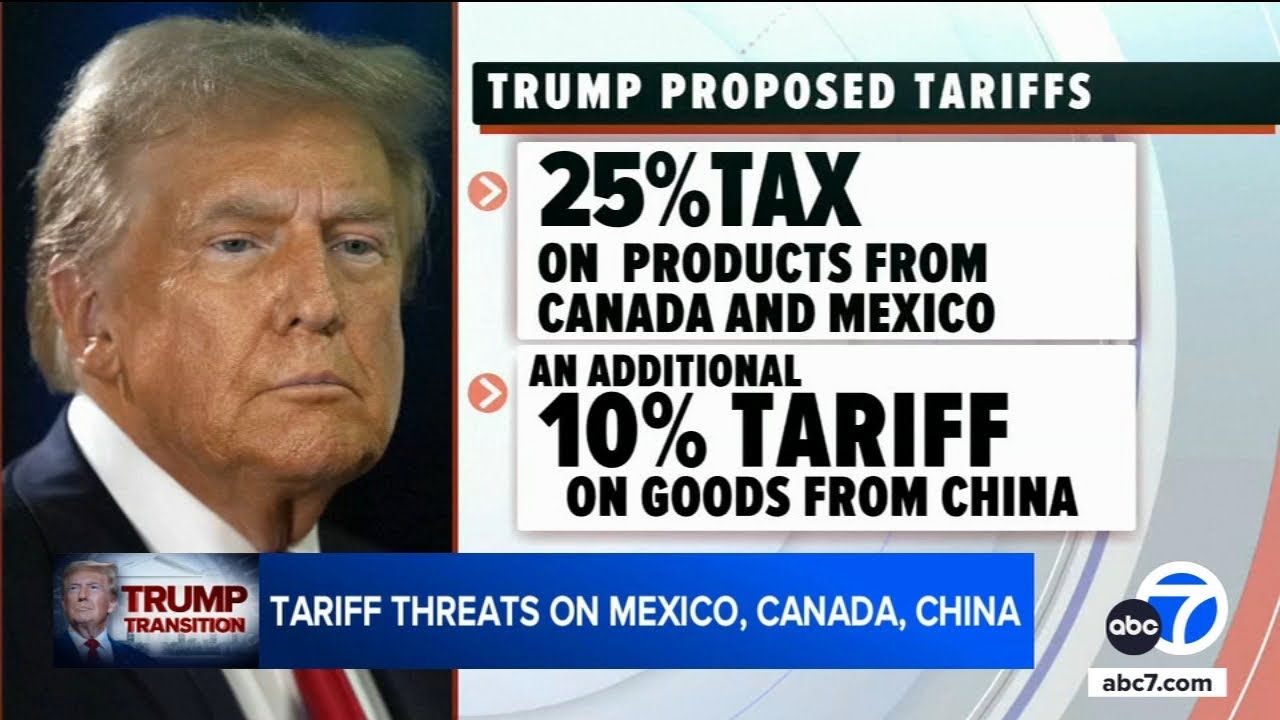 TRUMP PROPOSED TARIFFS
25% TAX
ON PRODUCTS FROM
CANADA AND MEXICO
AN ADDITIONAL
10% TARIFF
ON GOODS FROM CHINA
TRUMP
TRANSITION
TARIFF THREATS ON MEXICO, CANADA, CHINA
abc 7
abc7.com